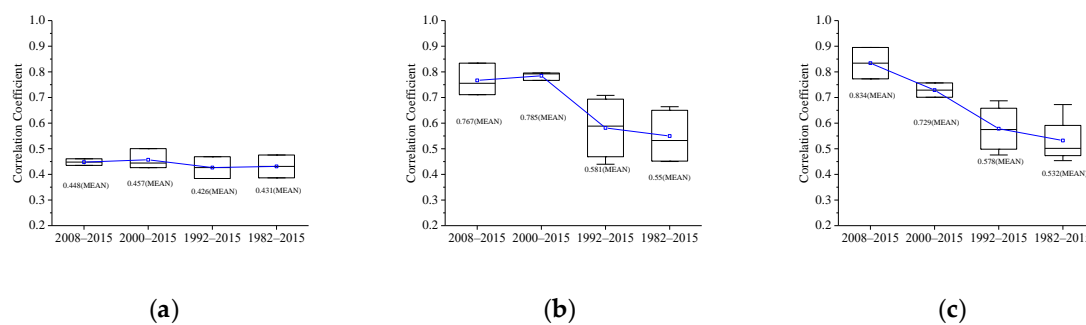 1.0
0.9
0.8
0.7
0.6
0.5
0.4
0.3
0.2
Correlation Coefficient
0.448(MEAN)
0.457(MEAN)
0.426(MEAN)
0.431(MEAN)
2008–2015 2000–2015 1992–2015 1982–2015
(a)
1.0
0.9
0.8
0.7
0.6
0.5
0.4
0.3
0.2
Correlation Coefficient
0.767(MEAN)
0.785(MEAN)
0.581(MEAN)
0.55(MEAN)
2008–2015 2000–2015 1992–2015 1982–2015
(b)
1.0
0.9
0.8
0.7
0.6
0.5
0.4
0.3
0.2
Correlation Coefficient
0.834(MEAN)
0.729(MEAN)
0.578(MEAN)
0.532(MEAN)
2008–2015 2000–2015 1992–2015 1982–2015
(c)